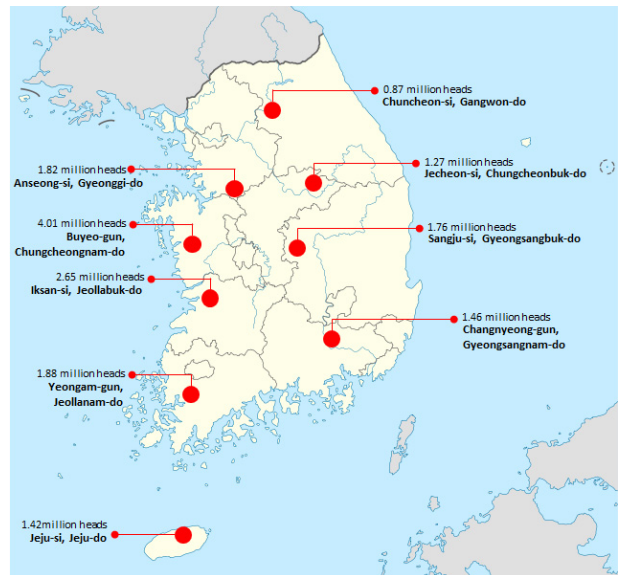 0.87 million heads
Chuncheon-si, Gangwon-do
1.82 million heads
Anseong-si, Gyeonggi-do
1.27 million heads
Jecheon-si, Chungcheonbuk-do
4.01 million heads
Buyeo-gun,
Chungcheongnam-do
1.76 million heads
Sangju-si, Gyeongsangbuk-do
2.65 million heads
Iksan-si, Jeollabuk-do
1.46 million heads
Changnyeong-gun,
Gyeongsangnam-do
1.88 million heads
Yeongam-gun,
Jeollanam-do
1.42million heads
Jeju-si, Jeju-do